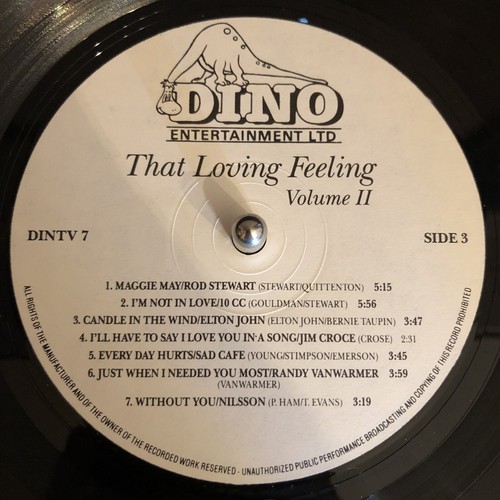 DINO
ENTERTAINMENT LTD
That Loving Feeling
Volume II
DINTV 7
SIDE 3
1. MAGGIE MAY/ROD STEWART (STEWART/QUITTENTON) 5:15
2. I'M NOT IN LOVE/10 CC (GOULDMAN/STEWART) 5:56
3. CANDLE IN THE WIND/ELTON JOHN (ELTON JOHN/BERNIE TAUPIN) 3:47
4. I'LL HAVE TO SAY I LOVE YOU IN A SONG/JIM CROCE (CROSE) 2:31
5. EVERY DAY HURTS/SAD CAFE (YOUNG/STIMPSON/EMERSON) 3:45
6. JUST WHEN I NEEDED YOU MOST/RANDY VANWARMER 3:59
(VANWARMER)
7. WITHOUT YOU/NILSSON (P. HAM/T. EVANS) 3:19
ALL RIGHTS OF THE MANUFACTURER AND OF THE OWNER OF THE RECORDED WORK RESERVED - UNAUTHORIZED PUBLIC PERFORMANCE BROADCASTING AND COPYING OF THIS RECORD PROHIBITED